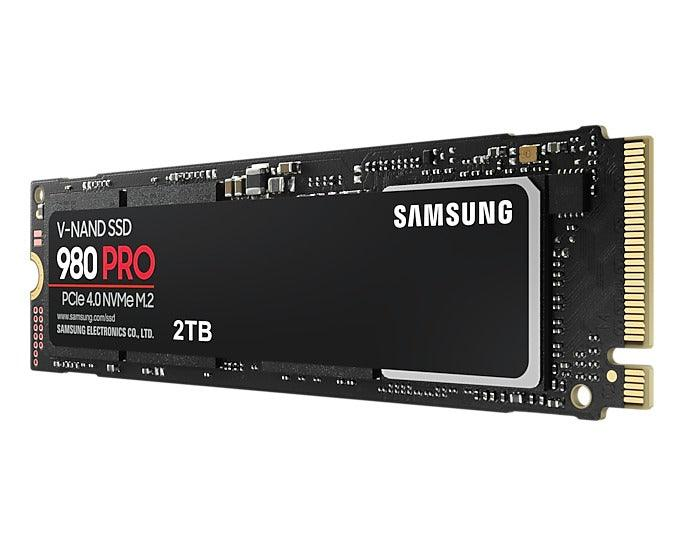 SAMSUNG
V-NAND SSD
980 PRO
PCIe 4.0 NVMe M.2
www.samsung.com/ssd
SAMSUNG ELECTRONICS CO., LTD.
2TB